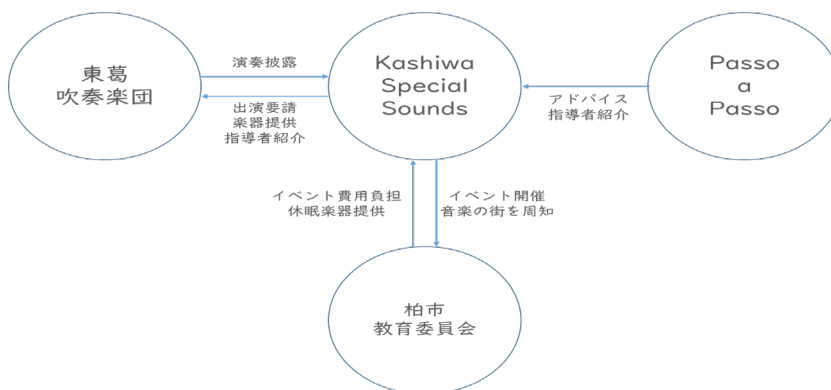 東葛
吹奏楽団
演奏披露
出演要請
楽器提供
指導者紹介
Kashiwa
Special
Sounds
アドバイス
指導者紹介
Passo
a
Passo
イベント費用負担
休眠楽器提供
イベント開催
音楽の街を周知
柏市
教育委員会